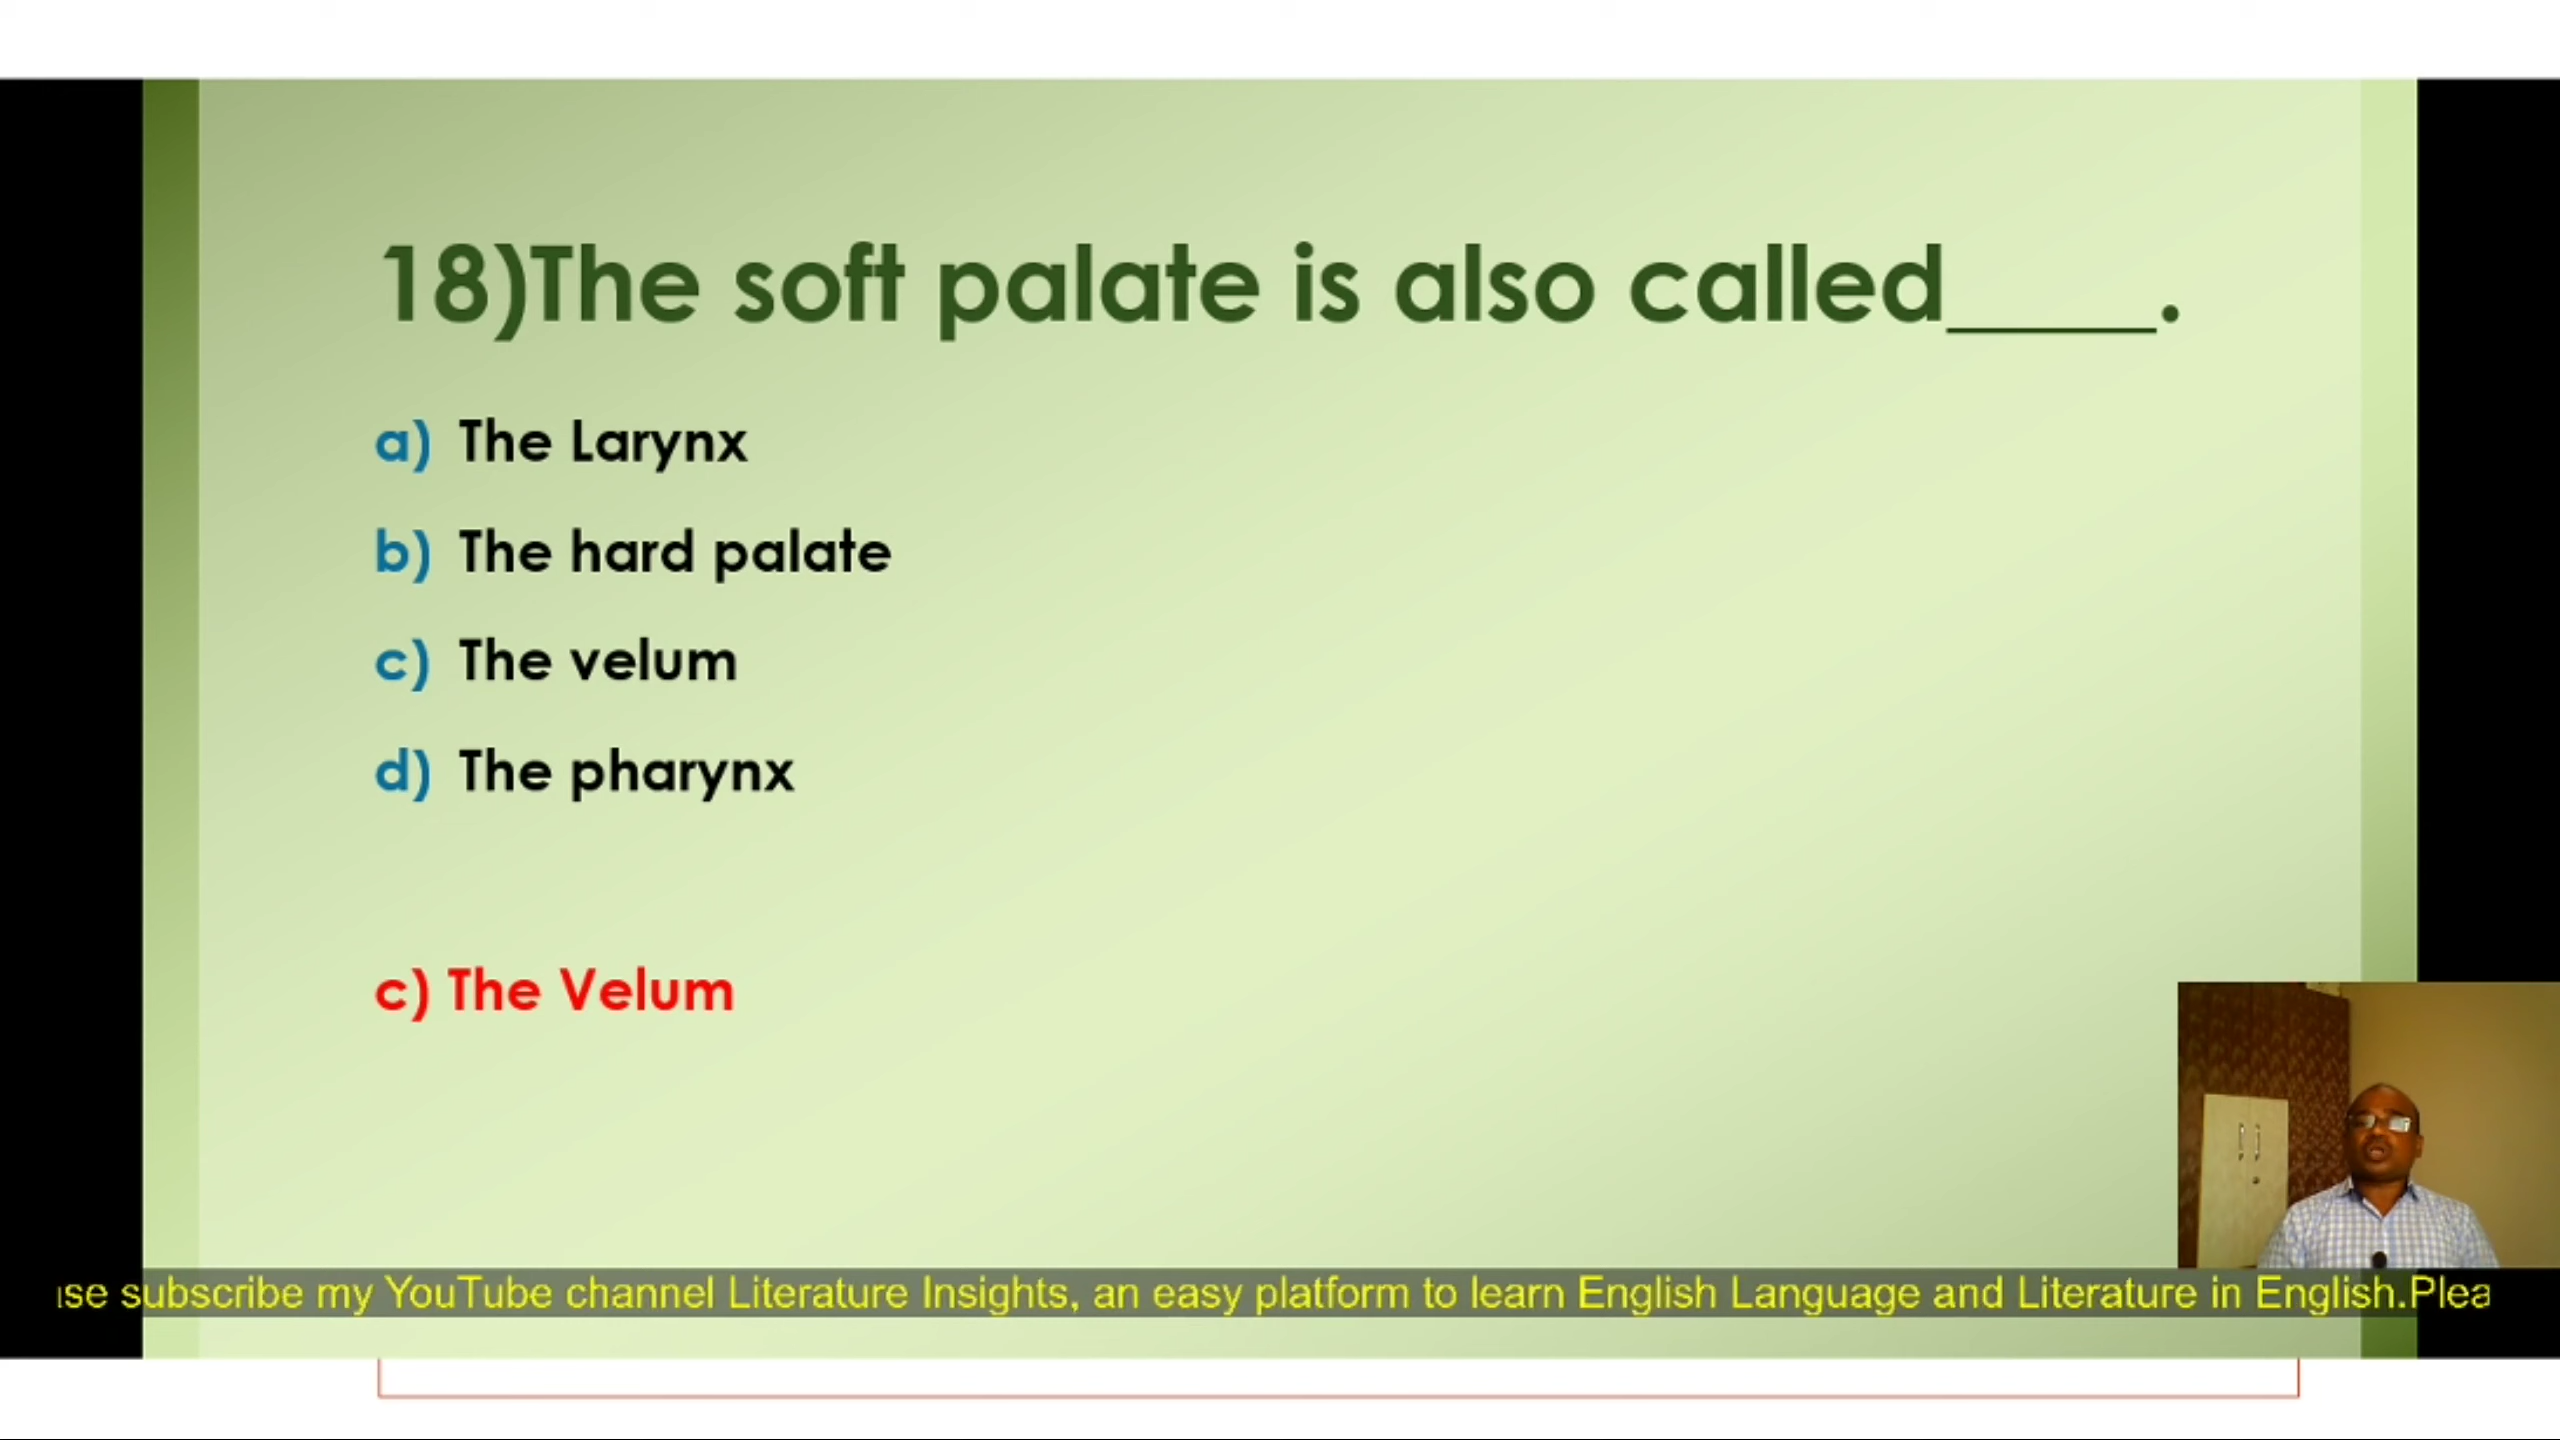 18)The soft palate is also called____.
a) The Larynx
b) The hard palate
c) The velum
d) The pharynx
c) The Velum
se subscribe my YouTube channel Literature Insights, an easy platform to learn English Language and Literature in English.Plea